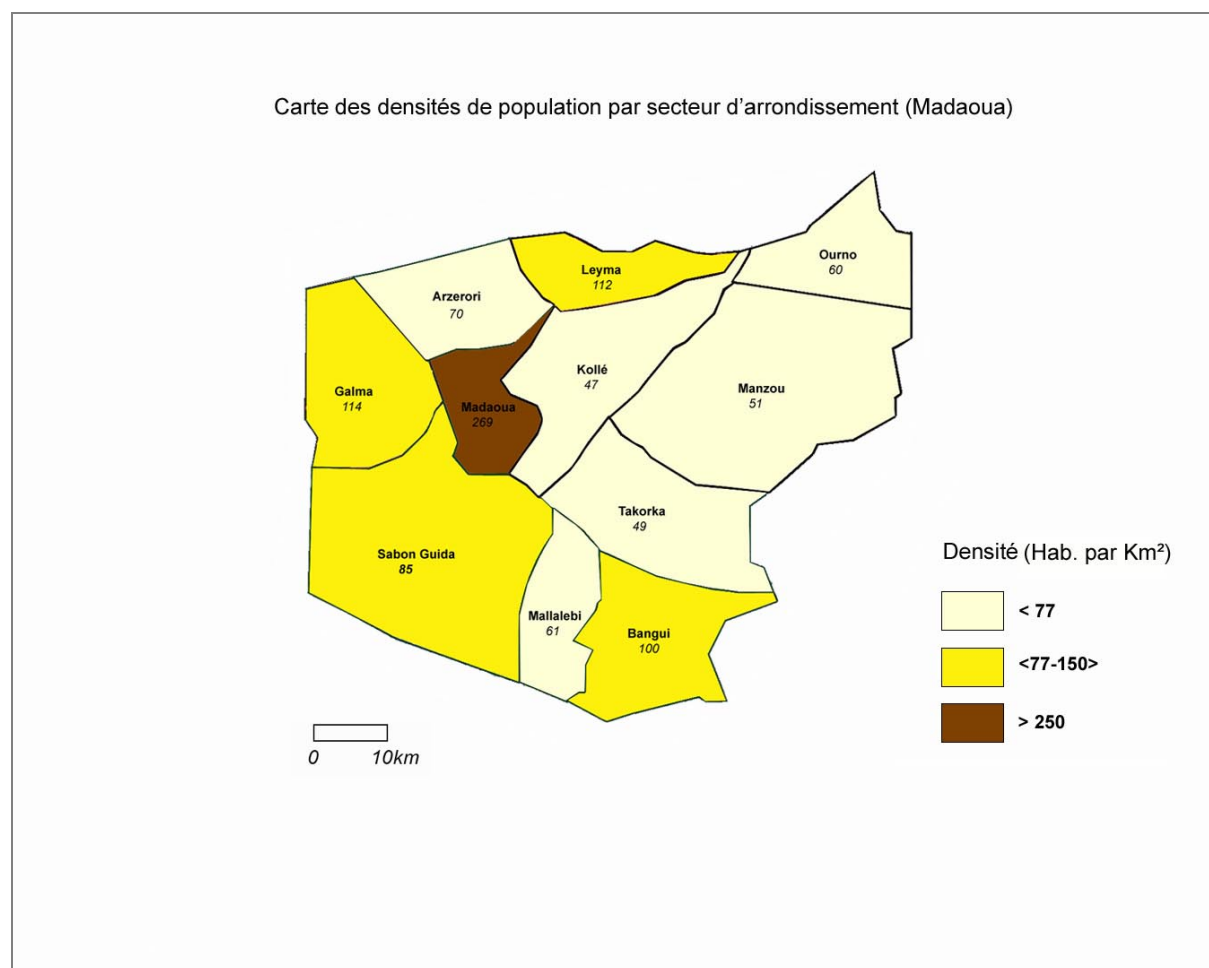 Carte des densités de population par secteur d'arrondissement (Madaoua)
Ourno
60
Leyma
112
Arzerori
70
Kollé
47
Manzou
51
Galma
114
Madaoua
269
Takorka
49
Sabon Guida
85
Mallalebi
61
Bangui
100
Densité (Hab. par Km²)
< 77
<77-150>
> 250
0 10km